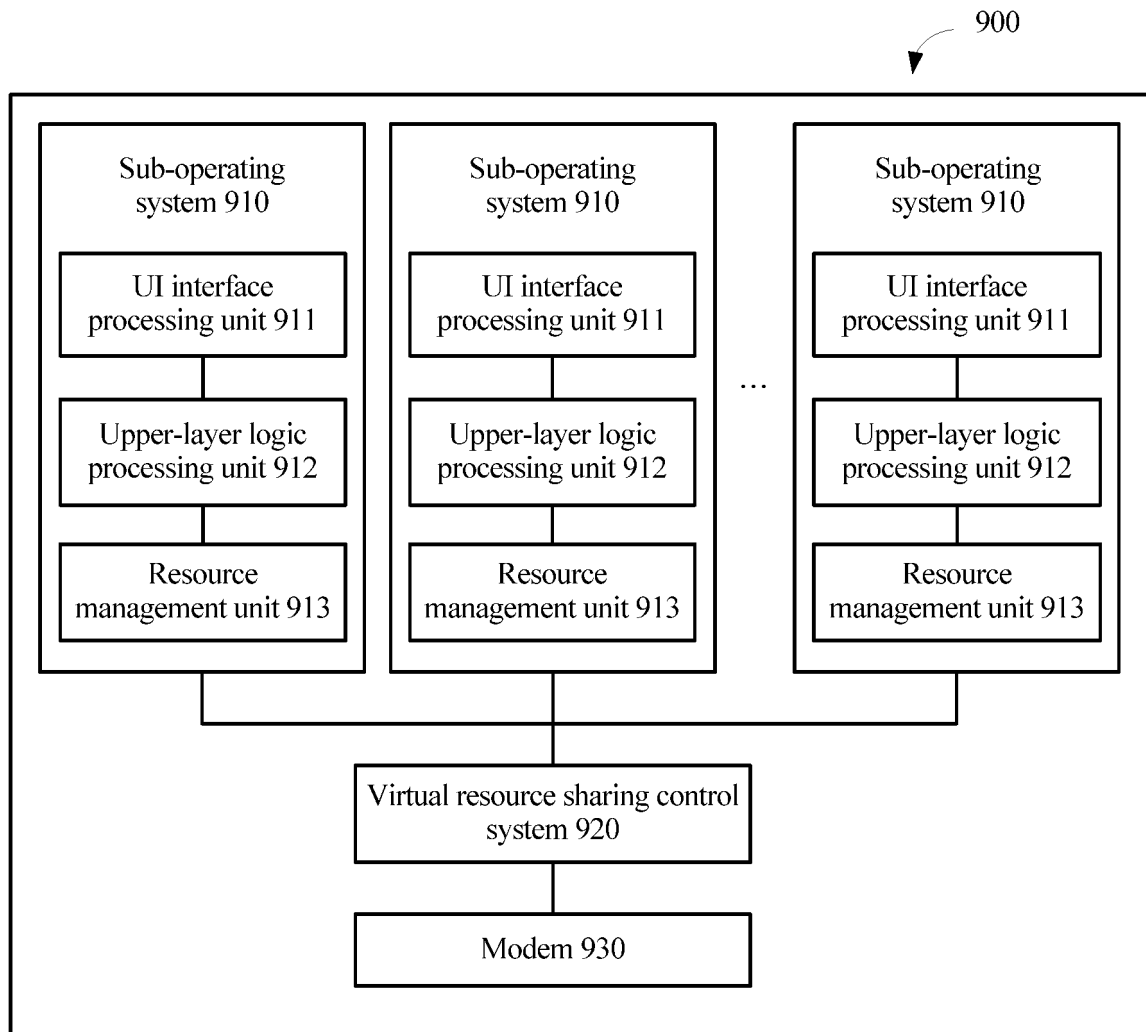 900
Sub-operating
system 910
UI interface
processing unit 911
Upper-layer logic
processing unit 912
Resource
management unit 913
Sub-operating
system 910
UI interface
processing unit 911
Upper-layer logic
processing unit 912
Resource
management unit 913
...
Sub-operating
system 910
UI interface
processing unit 911
Upper-layer logic
processing unit 912
Resource
management unit 913
Virtual resource sharing control
system 920
Modem 930